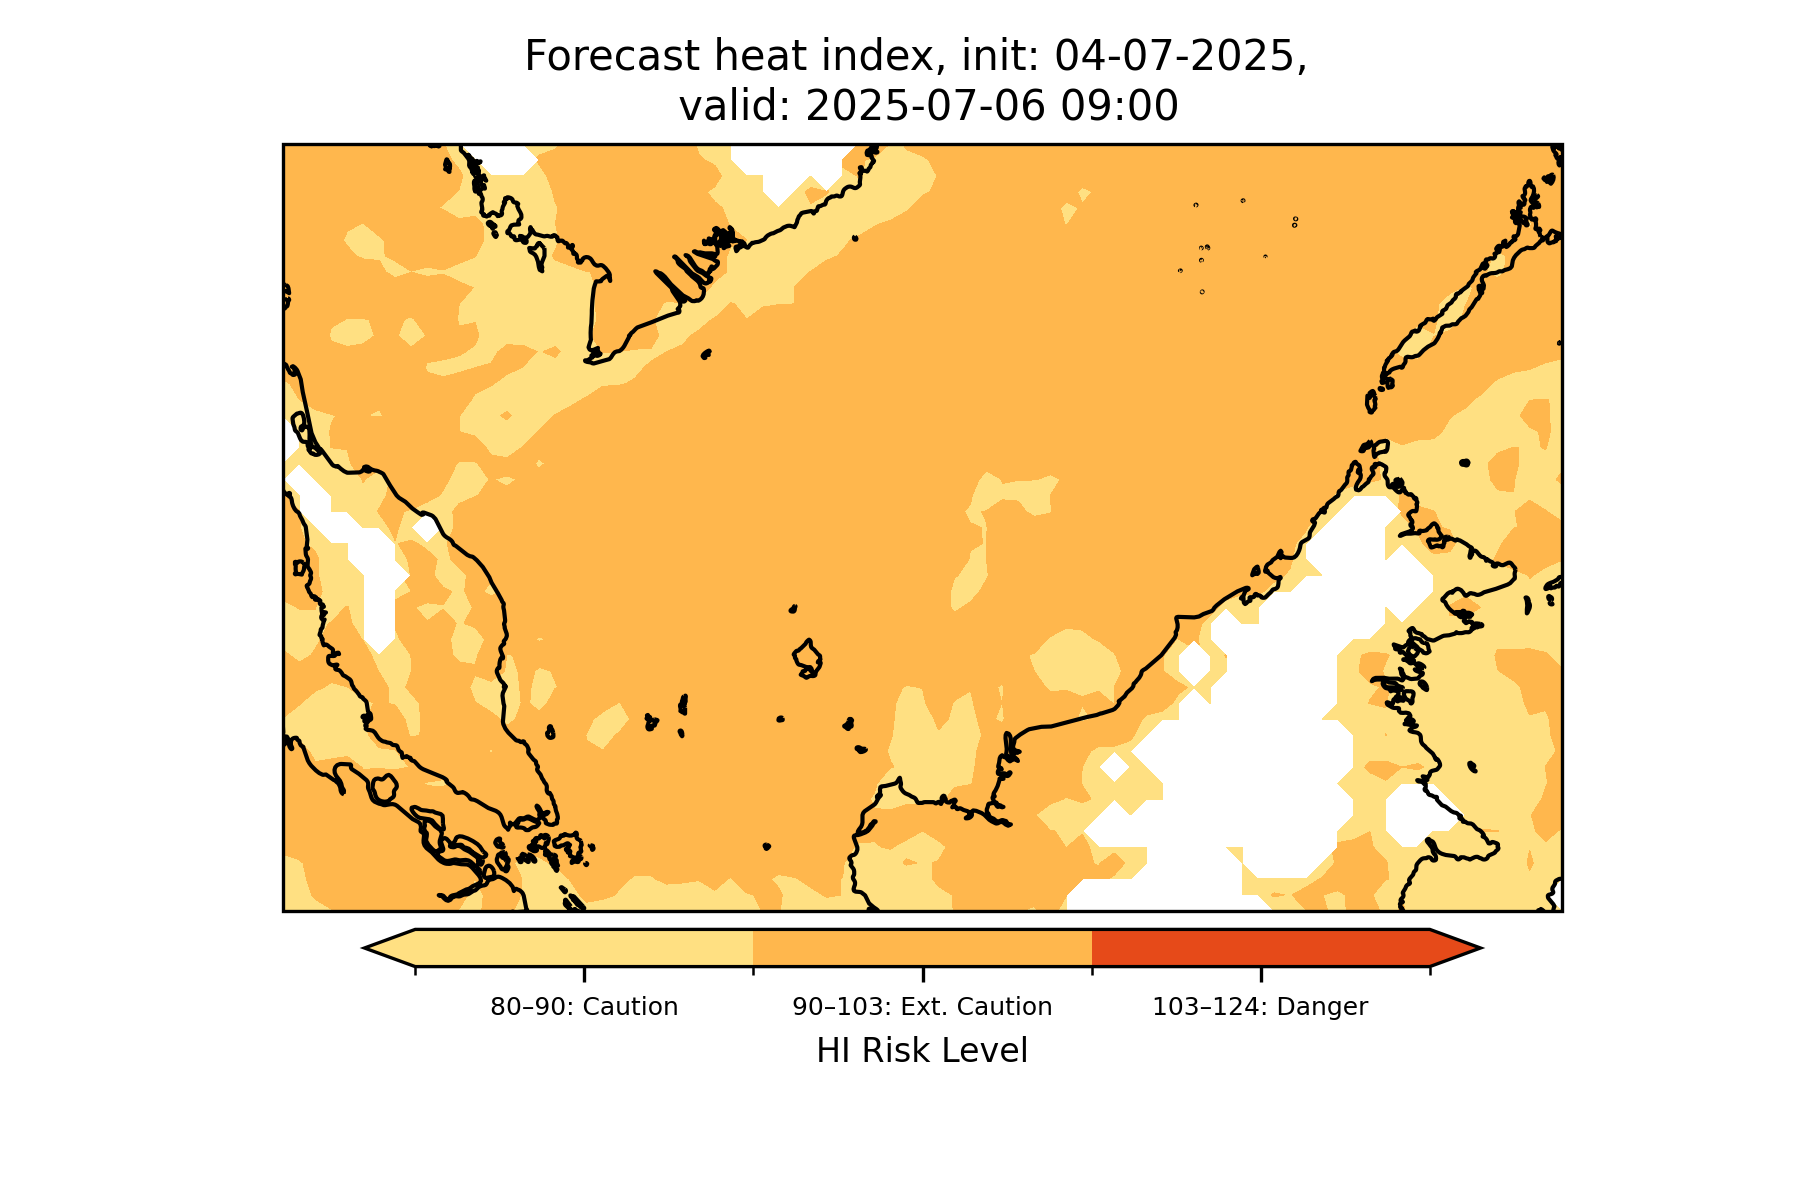 Forecast heat index, init: 04-07-2025,
valid: 2025-07-06 09:00
80–90: Caution
90–103: Ext. Caution
103–124: Danger
HI Risk Level